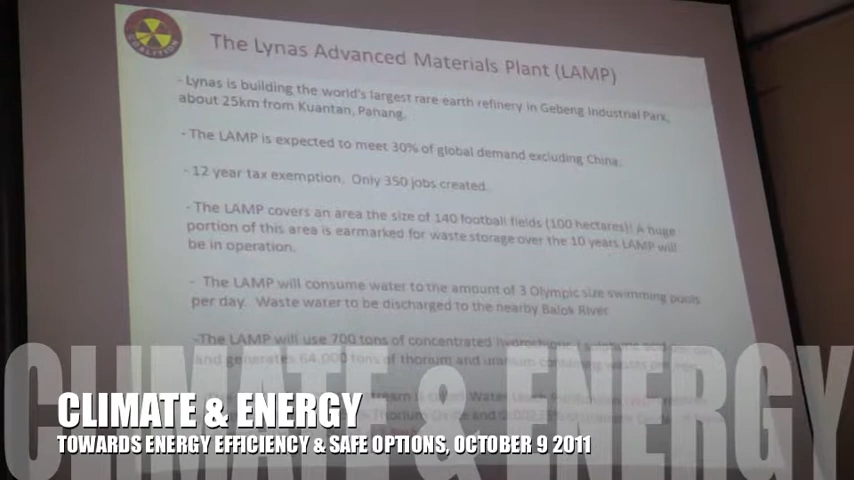 COALITION
The Lynas Advanced Materials Plant (LAMP)
- Lynas is building the world's largest rare earth refinery in Gebeng Industrial Park,
about 25km from Kuantan, Pahang.
- The LAMP is expected to meet 30% of global demand excluding China.
- 12 year tax exemption. Only 350 jobs created.
- The LAMP covers an area the size of 140 football fields (100 hectares)! A huge
portion of this area is earmarked for waste storage over the 10 years LAMP will
be in operation.
- The LAMP will consume water to the amount of 3 Olympic size swimming pools
per day. Waste water to be discharged to the nearby Balok River.
-The LAMP will use 700 tons of concentrated
and generates 64,000 tons of thorium and uranium containing wastes per
CLIMATE & ENERGY
CLIMATE & ENERGY
TOWARDS ENERGY EFFICIENCY & SAFE OPTIONS, OCTOBER 9 2011